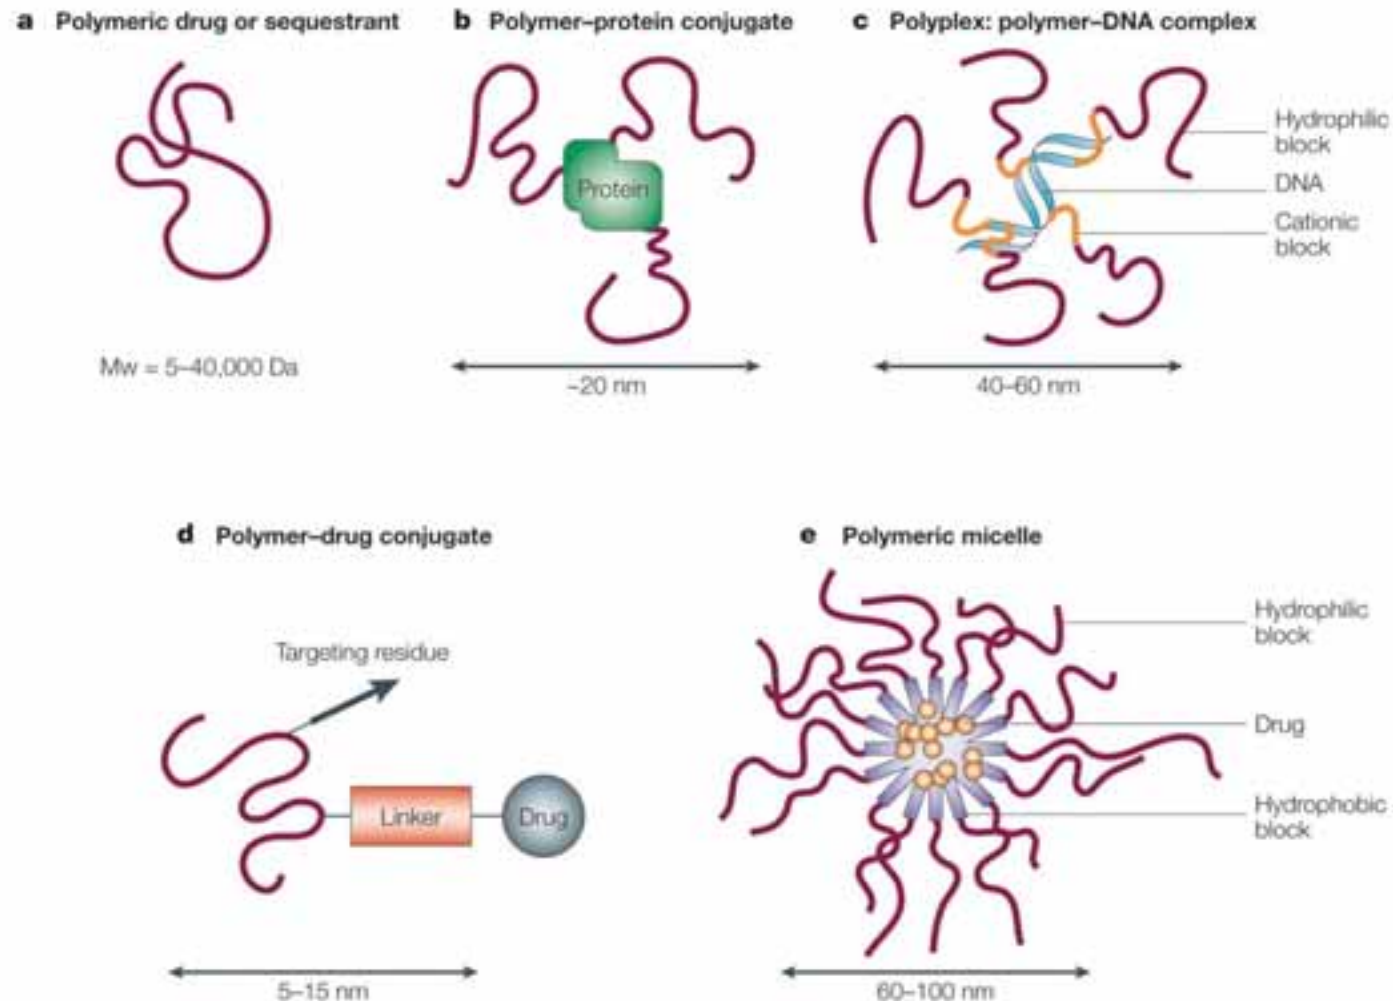 a Polymeric drug or sequestrant
Mw = 5–40,000 Da
b Polymer–protein conjugate
Protein
~20 nm
c Polyplex: polymer–DNA complex
Hydrophilic
block
DNA
Cationic
block
40–60 nm
d Polymer–drug conjugate
Targeting residue
Linker
Drug
5–15 nm
e Polymeric micelle
Hydrophilic
block
Drug
Hydrophobic
block
60–100 nm